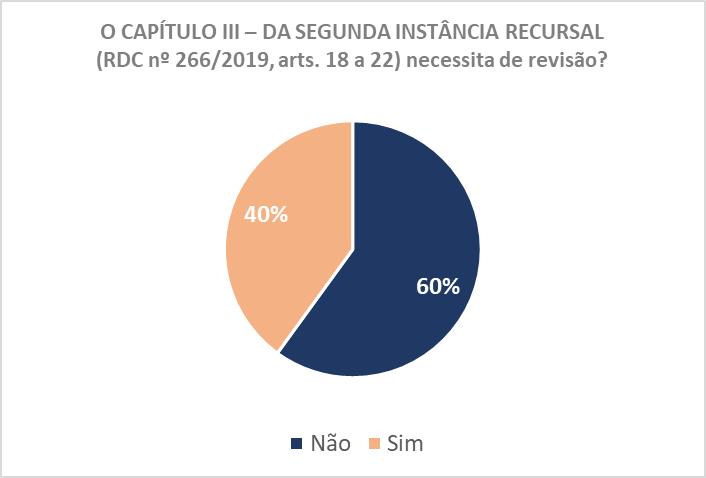 O CAPÍTULO III – DA SEGUNDA INSTÂNCIA RECURSAL
(RDC nº 266/2019, arts. 18 a 22) necessita de revisão?
40%
60%
Não Sim